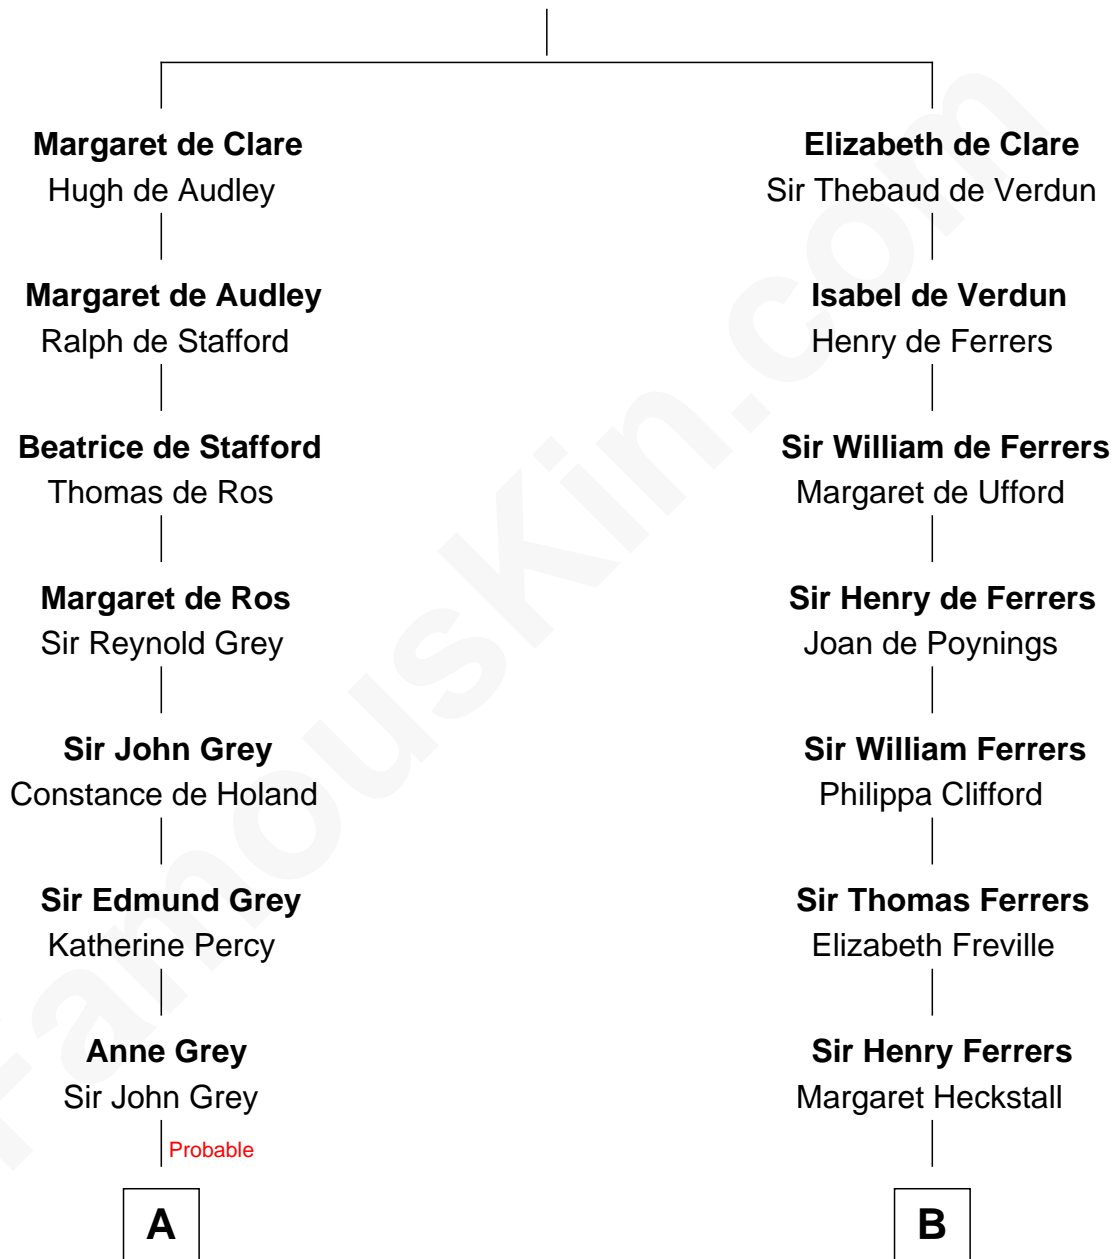 Margaret de Clare
Hugh de Audley
Elizabeth de Clare
Sir Thebaud de Verdun
Margaret de Audley
Ralph de Stafford
Isabel de Verdun
Henry de Ferrers
Beatrice de Stafford
Thomas de Ros
Sir William de Ferrers
Margaret de Ufford
Margaret de Ros
Sir Reynold Grey
Sir Henry de Ferrers
Joan de Poynings
Sir John Grey
Constance de Holand
Sir William Ferrers
Philippa Clifford
Sir Edmund Grey
Katherine Percy
Sir Thomas Ferrers
Elizabeth Freville
Anne Grey
Sir John Grey
Sir Henry Ferrers
Margaret Heckstall
Probable
A
B
FamousKin.com